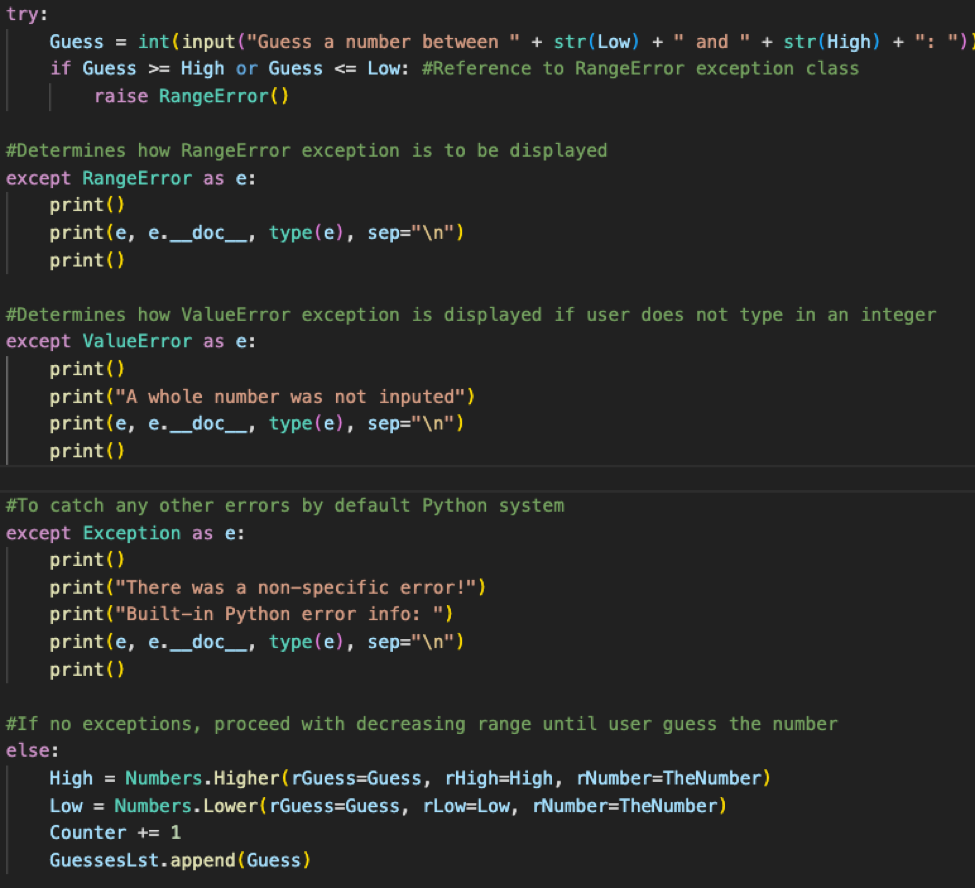 try:
    Guess = int(input("Guess a number between " + str(Low) + " and " + str(High) + ": "))
    if Guess >= High or Guess <= Low: #Reference to RangeError exception class
        raise RangeError()
#Determines how RangeError exception is to be displayed
except RangeError as e:
    print()
    print(e, e.__doc__, type(e), sep="\n")
    print()
#Determines how ValueError exception is displayed if user does not type in an integer
except ValueError as e:
    print()
    print("A whole number was not inputed")
    print(e, e.__doc__, type(e), sep="\n")
    print()
#To catch any other errors by default Python system
except Exception as e:
    print()
    print("There was a non-specific error!")
    print("Built-in Python error info: ")
    print(e, e.__doc__, type(e), sep="\n")
    print()
#If no exceptions, proceed with decreasing range until user guess the number
else:
    High = Numbers.Higher(rGuess=Guess, rHigh=High, rNumber=TheNumber)
    Low = Numbers.Lower(rGuess=Guess, rLow=Low, rNumber=TheNumber)
    Counter += 1
    GuessesLst.append(Guess)